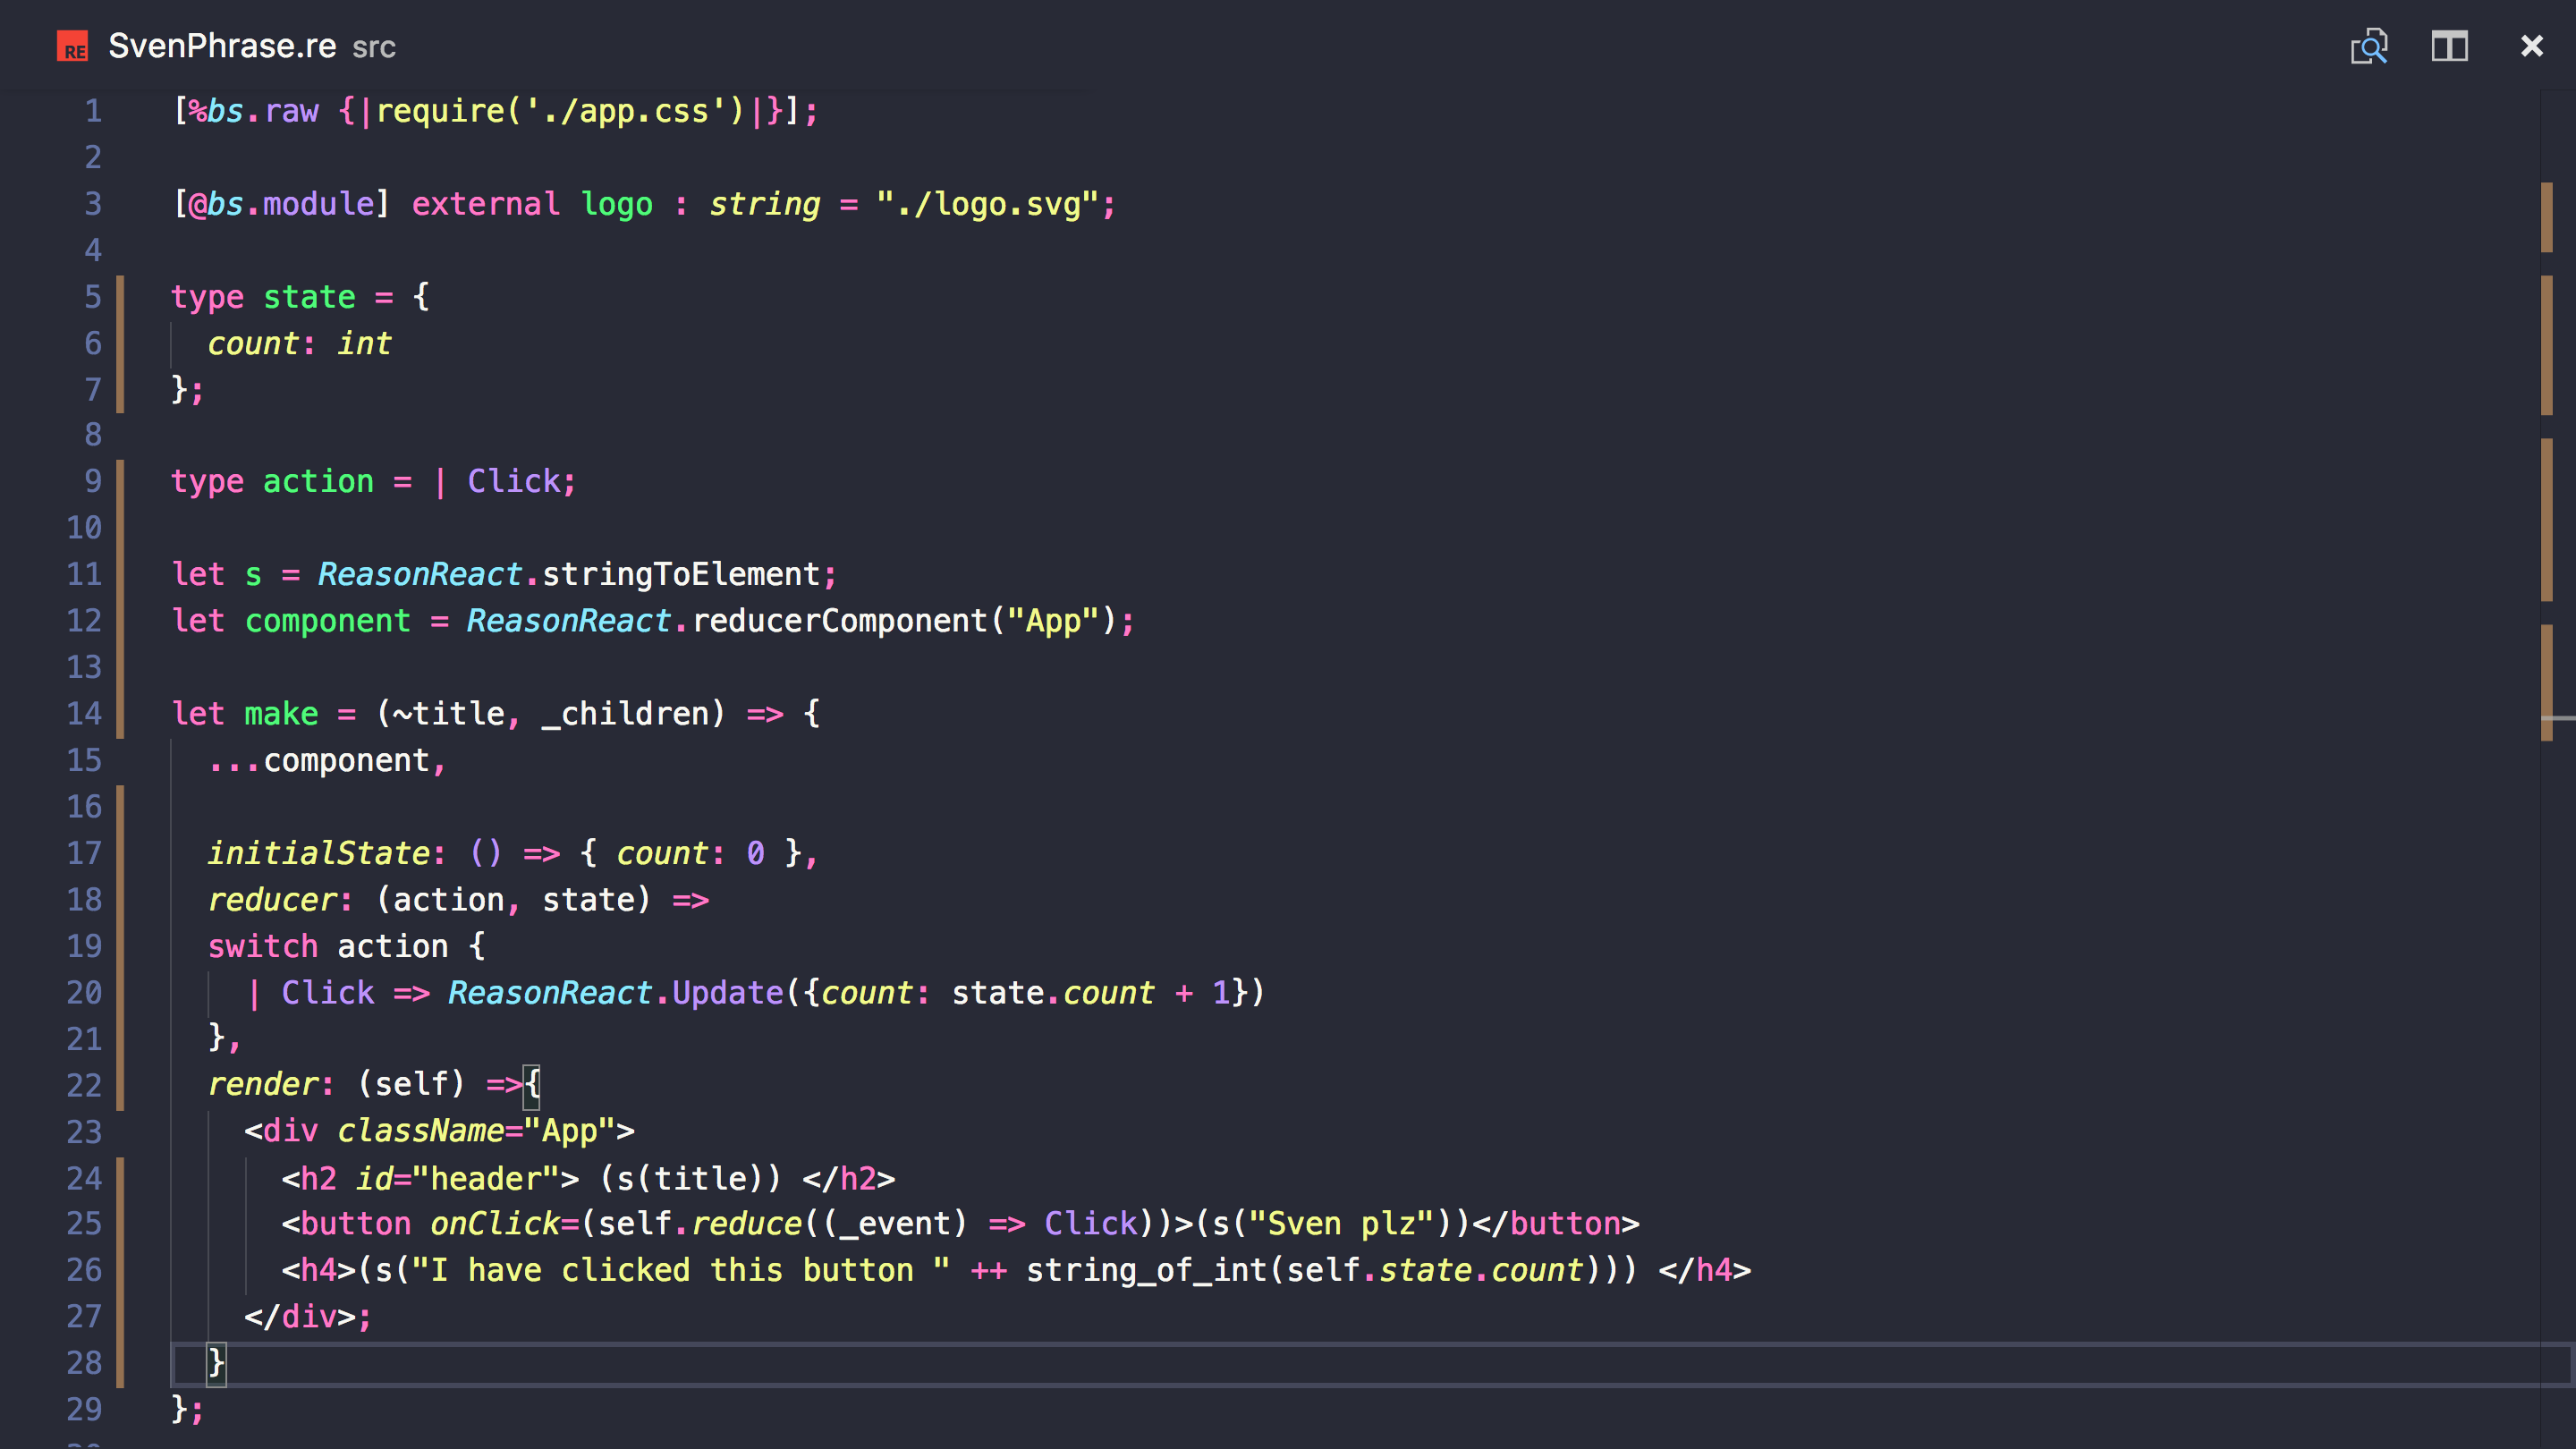 RE SvenPhrase.re src
1 [%bs.raw {|require('./app.css')|}];
2
3 [@bs.module] external logo : string = "./logo.svg";
4
5 type state = {
6   count: int
7 };
8
9 type action = | Click;
10
11 let s = ReasonReact.stringToElement;
12 let component = ReasonReact.reducerComponent("App");
13
14 let make = (~title, _children) => {
15   ...component,
16
17   initialState: () => { count: 0 },
18   reducer: (action, state) =>
19   switch action {
20     | Click => ReasonReact.Update({count: state.count + 1})
21   },
22   render: (self) =>{
23     <div className="App">
24       <h2 id="header"> (s(title)) </h2>
25       <button onClick=(self.reduce((_event) => Click))>(s("Sven plz"))</button>
26       <h4>(s("I have clicked this button " ++ string_of_int(self.state.count))) </h4>
27     </div>;
28   }
29 };